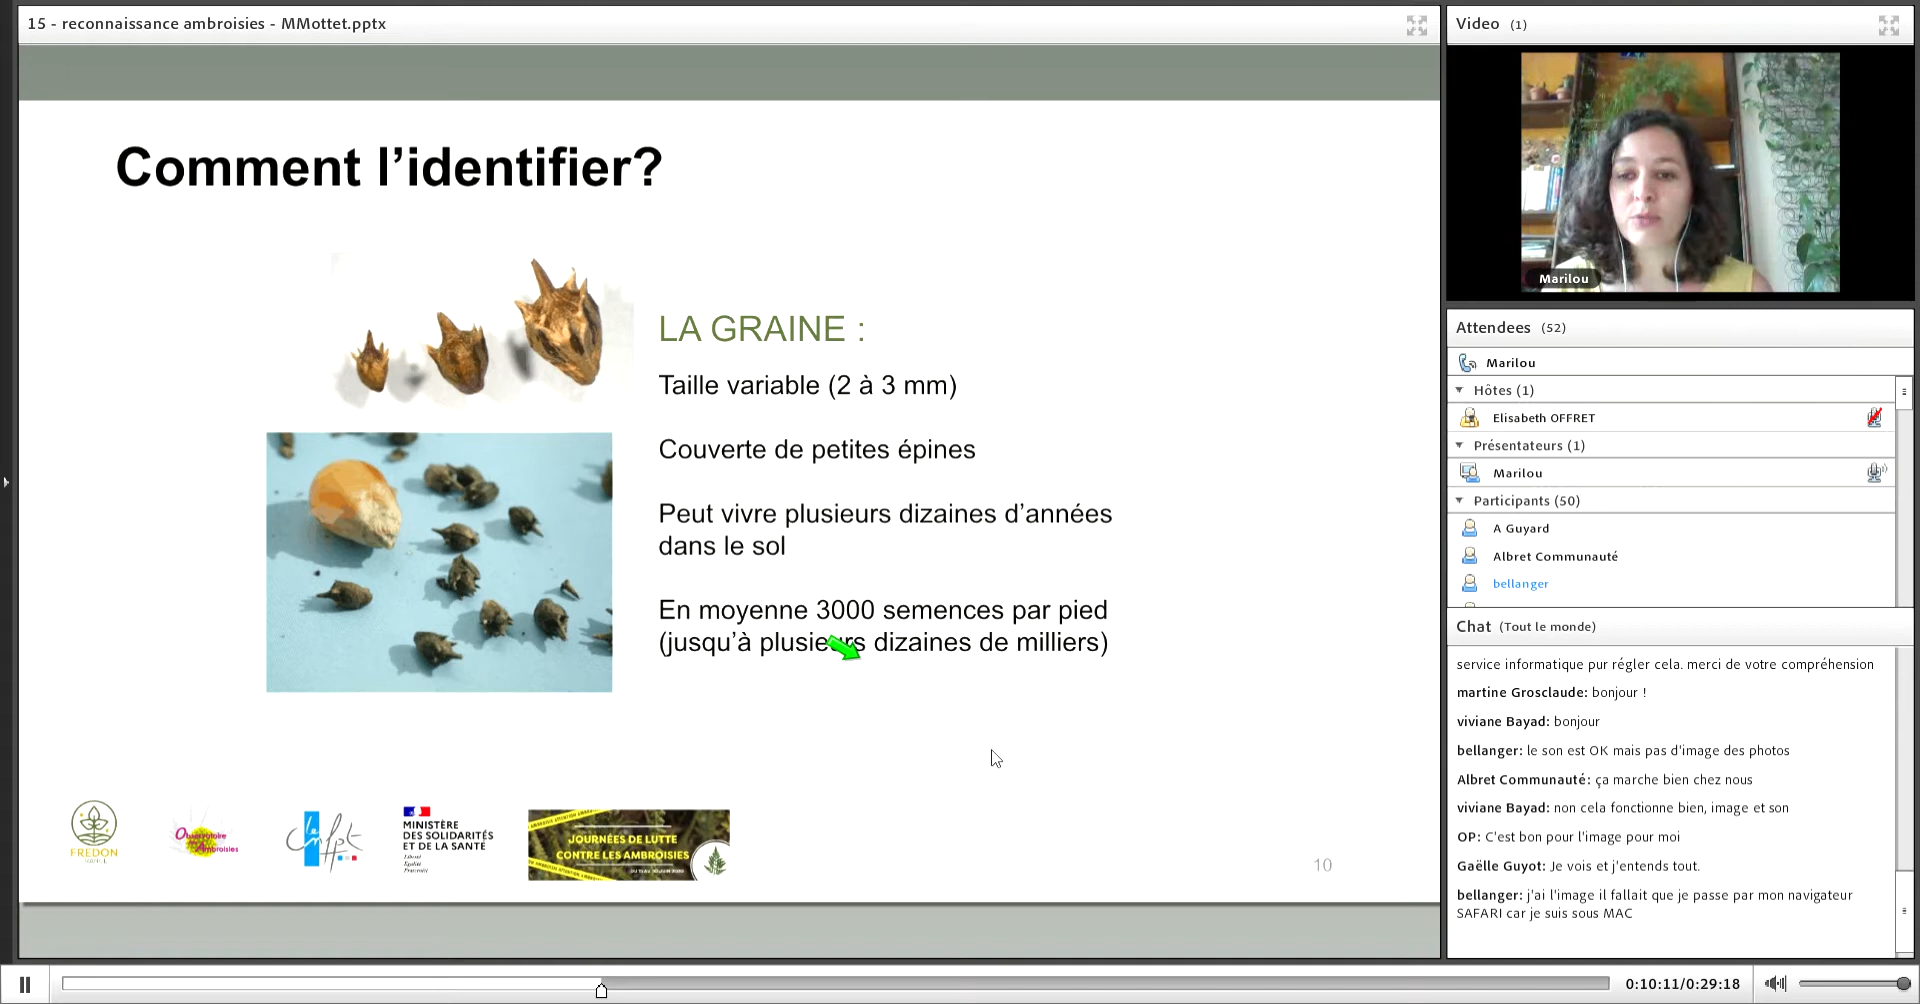 15 - reconnaissance ambroisies - MMottet.pptx
Comment l’identifier?
LA GRAINE :
Taille variable (2 à 3 mm)
Couverte de petites épines
Peut vivre plusieurs dizaines d’années
dans le sol
En moyenne 3000 semences par pied
(jusqu’à plusieurs dizaines de milliers)
FREDON
Observatoire
Ambroisies
le cnfpt
MINISTÈRE
DES SOLIDARITÉS
ET DE LA SANTÉ
Liberté
Égalité
Fraternité
JOURNÉES DE LUTTE
CONTRE LES AMBROISIES
10
Video (1)
Marilou
Attendees (52)
Marilou
Hôtes (1)
Elisabeth OFFRET
Présentateurs (1)
Marilou
Participants (50)
A Guyard
Albret Communauté
bellanger
Chat (Tout le monde)
service informatique pur régler cela. merci de votre compréhension
martine Grosclaude: bonjour !
viviane Bayad: bonjour
bellanger: le son est OK mais pas d'image des photos
Albret Communauté: ça marche bien chez nous
viviane Bayad: non cela fonctionne bien, image et son
OP: C'est bon pour l'image pour moi
Gaëlle Guyot: Je vois et j'entends tout.
bellanger: j'ai l'image il fallait que je passe par mon navigateur
SAFARI car je suis sous MAC
0:10:11/0:29:18